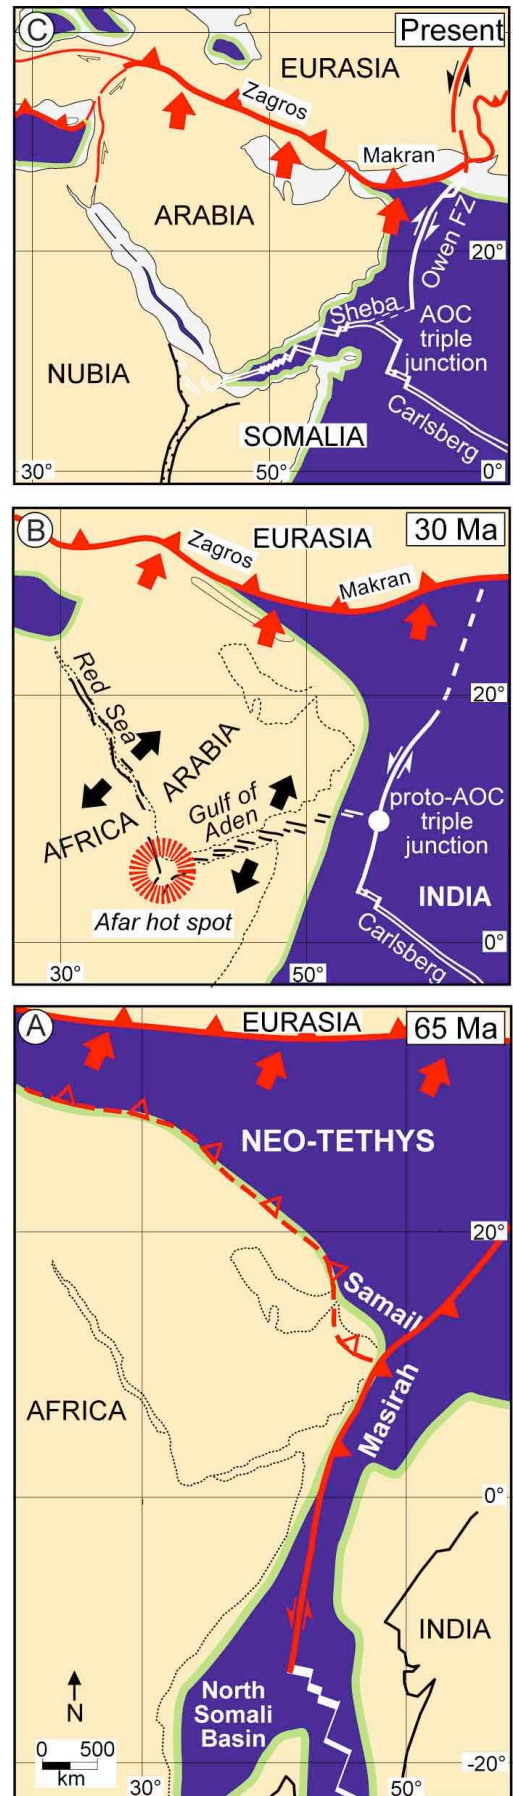 C
Present
EURASIA
Zagros
Makran
ARABIA
Owen FZ
20°
Sheba
AOC
triple
junction
NUBIA
Carlsberg
SOMALIA
30°
50°
0°
B
30 Ma
EURASIA
Zagros
Makran
Red Sea
20°
ARABIA
Gulf of
Aden
proto-AOC
triple
junction
AFRICA
INDIA
Afar hot spot
Carlsberg
0°
30°
50°
A
EURASIA
65 Ma
NEO-TETHYS
20°
Samail
Masirah
AFRICA
0°
INDIA
N
North
Somali
Basin
0 500
km
-20°
30°
50°